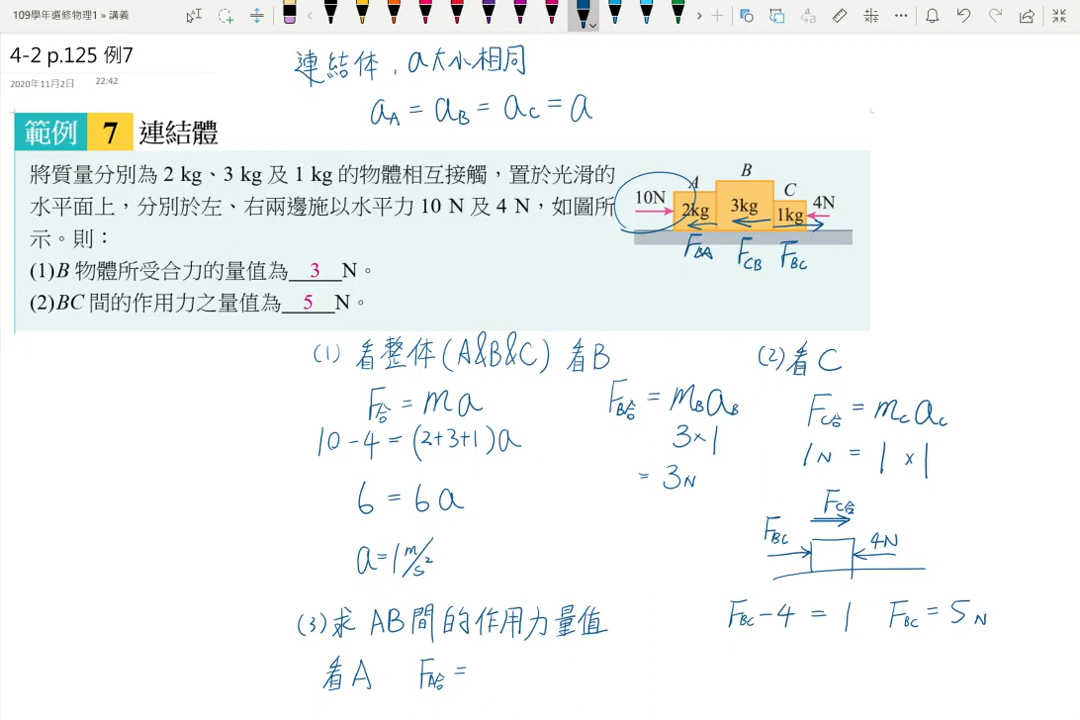 109學年選修物理1 » 講義
4-2 p.125 例7
2020年11月2日 22:42
連結体,a大小相同
aA = aB = aC = a
範例 7 連結體
將質量分別為 2 kg、3 kg 及 1 kg 的物體相互接觸,置於光滑的
水平面上,分別於左、右兩邊施以水平力 10 N 及 4 N,如圖所
示。則:
(1)B 物體所受合力的量值為 3 N。
(2)BC 間的作用力之量值為 5 N。
A B C
10N 2kg 3kg 1kg 4N
FBA FCB FBC
(1) 看整体(A&B&C) 看B
F合 = ma
10-4=(2+3+1)a
6 = 6a
a=1 m/s²
FB合 = mBaB
3×1
= 3N
(2)看C
FC合 = mCaC
1N = 1×1
FC合
FBC 4N
FBC-4 = 1 FBC = 5N
(3)求 AB間的作用力量值
看A FA合 =